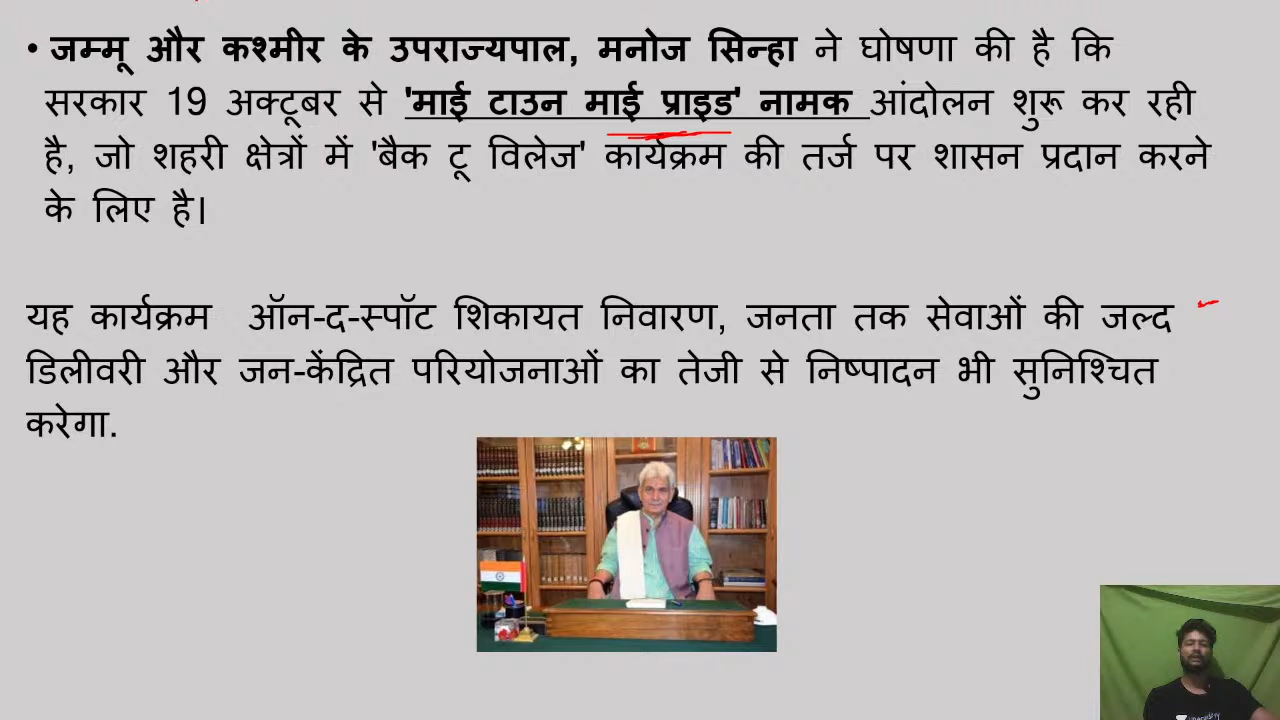 • जम्मू और कश्मीर के उपराज्यपाल, मनोज सिन्हा ने घोषणा की है कि
सरकार 19 अक्टूबर से 'माई टाउन माई प्राइड' नामक आंदोलन शुरू कर रही
है, जो शहरी क्षेत्रों में 'बैक टू विलेज' कार्यक्रम की तर्ज पर शासन प्रदान करने
के लिए है।
यह कार्यक्रम ऑन-द-स्पॉट शिकायत निवारण, जनता तक सेवाओं की जल्द
डिलीवरी और जन-केंद्रित परियोजनाओं का तेजी से निष्पादन भी सुनिश्चित
करेगा.